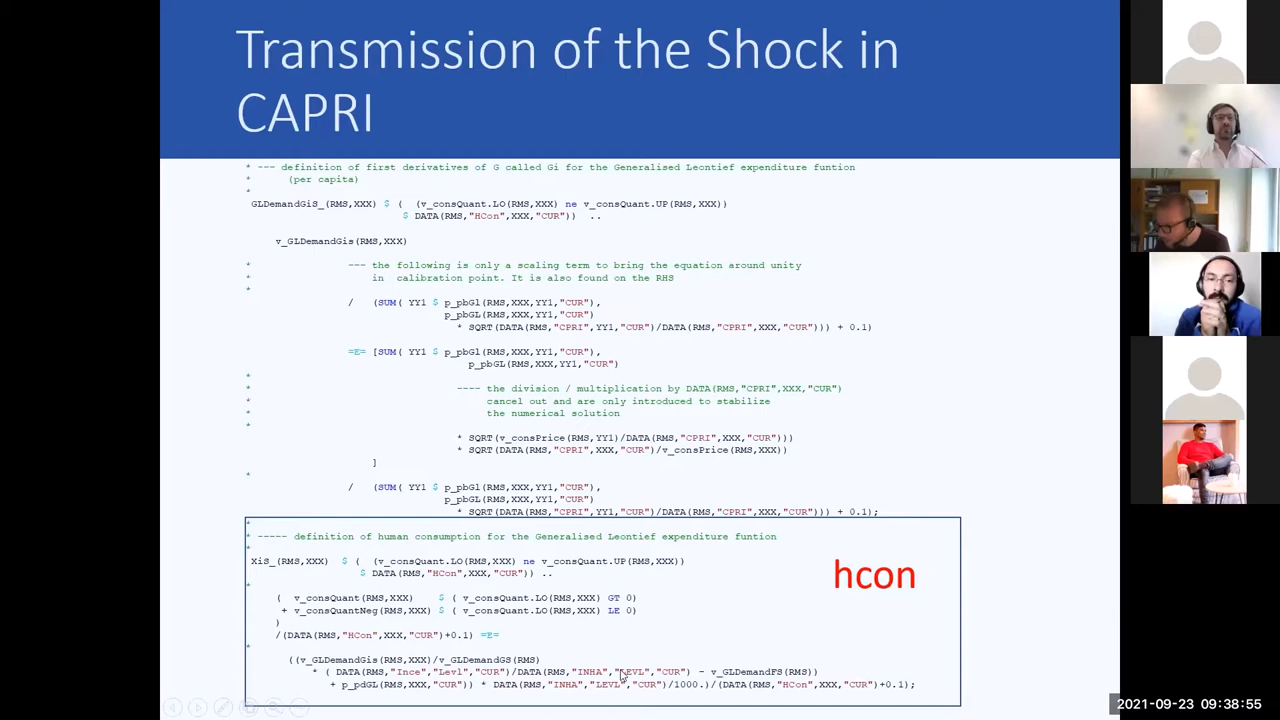 Transmission of the Shock in
CAPRI
* --- definition of first derivatives of G called Gi for the Generalised Leontief expenditure funtion
* (per capita)
*
GLDemandGiS_(RMS,XXX) $ ( (v_consQuant.LO(RMS,XXX) ne v_consQuant.UP(RMS,XXX))
$ DATA(RMS,"HCon",XXX,"CUR")) ..
v_GLDemandGis(RMS,XXX)
* --- the following is only a scaling term to bring the equation around unity
* in calibration point. It is also found on the RHS
*
/ (SUM( YY1 $ p_pbGl(RMS,XXX,YY1,"CUR"),
p_pbGL(RMS,XXX,YY1,"CUR")
* SQRT(DATA(RMS,"CPRI",YY1,"CUR")/DATA(RMS,"CPRI",XXX,"CUR"))) + 0.1)
=E= [SUM( YY1 $ p_pbGl(RMS,XXX,YY1,"CUR"),
p_pbGL(RMS,XXX,YY1,"CUR")
*
* ---- the division / multiplication by DATA(RMS,"CPRI",XXX,"CUR")
* cancel out and are only introduced to stabilize
* the numerical solution
*
* SQRT(v_consPrice(RMS,YY1)/DATA(RMS,"CPRI",XXX,"CUR")))
* SQRT(DATA(RMS,"CPRI",XXX,"CUR")/v_consPrice(RMS,XXX))
]
*
/ (SUM( YY1 $ p_pbGl(RMS,XXX,YY1,"CUR"),
p_pbGL(RMS,XXX,YY1,"CUR")
* SQRT(DATA(RMS,"CPRI",YY1,"CUR")/DATA(RMS,"CPRI",XXX,"CUR"))) + 0.1);
*
* ----- definition of human consumption for the Generalised Leontief expenditure funtion
*
XiS_(RMS,XXX) $ ( (v_consQuant.LO(RMS,XXX) ne v_consQuant.UP(RMS,XXX))
$ DATA(RMS,"HCon",XXX,"CUR")) ..
*
( v_consQuant(RMS,XXX) $ ( v_consQuant.LO(RMS,XXX) GT 0)
+ v_consQuantNeg(RMS,XXX) $ ( v_consQuant.LO(RMS,XXX) LE 0)
)
/(DATA(RMS,"HCon",XXX,"CUR")+0.1) =E=
*
((v_GLDemandGis(RMS,XXX)/v_GLDemandGS(RMS)
* ( DATA(RMS,"Ince","Levl","CUR")/DATA(RMS,"INHA","LEVL","CUR") - v_GLDemandFS(RMS))
+ p_pdGL(RMS,XXX,"CUR")) * DATA(RMS,"INHA","LEVL","CUR")/1000.)/(DATA(RMS,"HCon",XXX,"CUR")+0.1);
hcon
2021-09-23 09:38:55